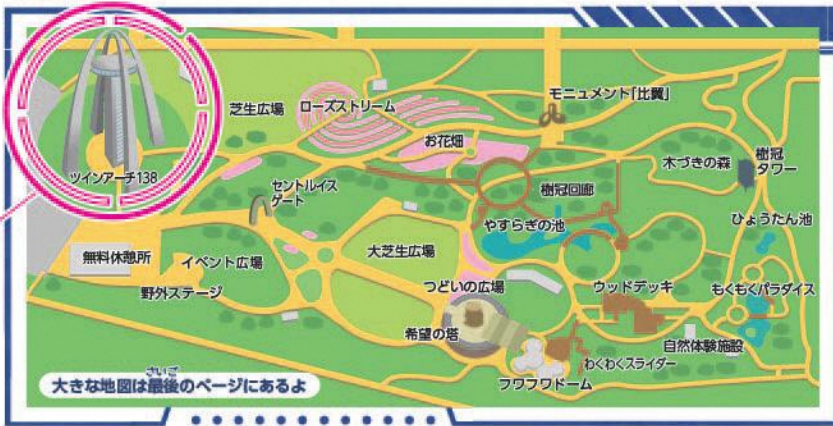 芝生広場
ローズストリーム
モニュメント「比翼」
お花畑
樹冠
タワー
木づきの森
ツインアーチ138
セントルイス
ゲート
樹冠回廊
ひょうたん池
やすらぎの池
大芝生広場
無料休憩所
イベント広場
野外ステージ
つどいの広場
ウッドデッキ
もくもくパラダイス
希望の塔
自然体験施設
わくわくスライダー
フワフワドーム
さいご
大きな地図は最後のページにあるよ